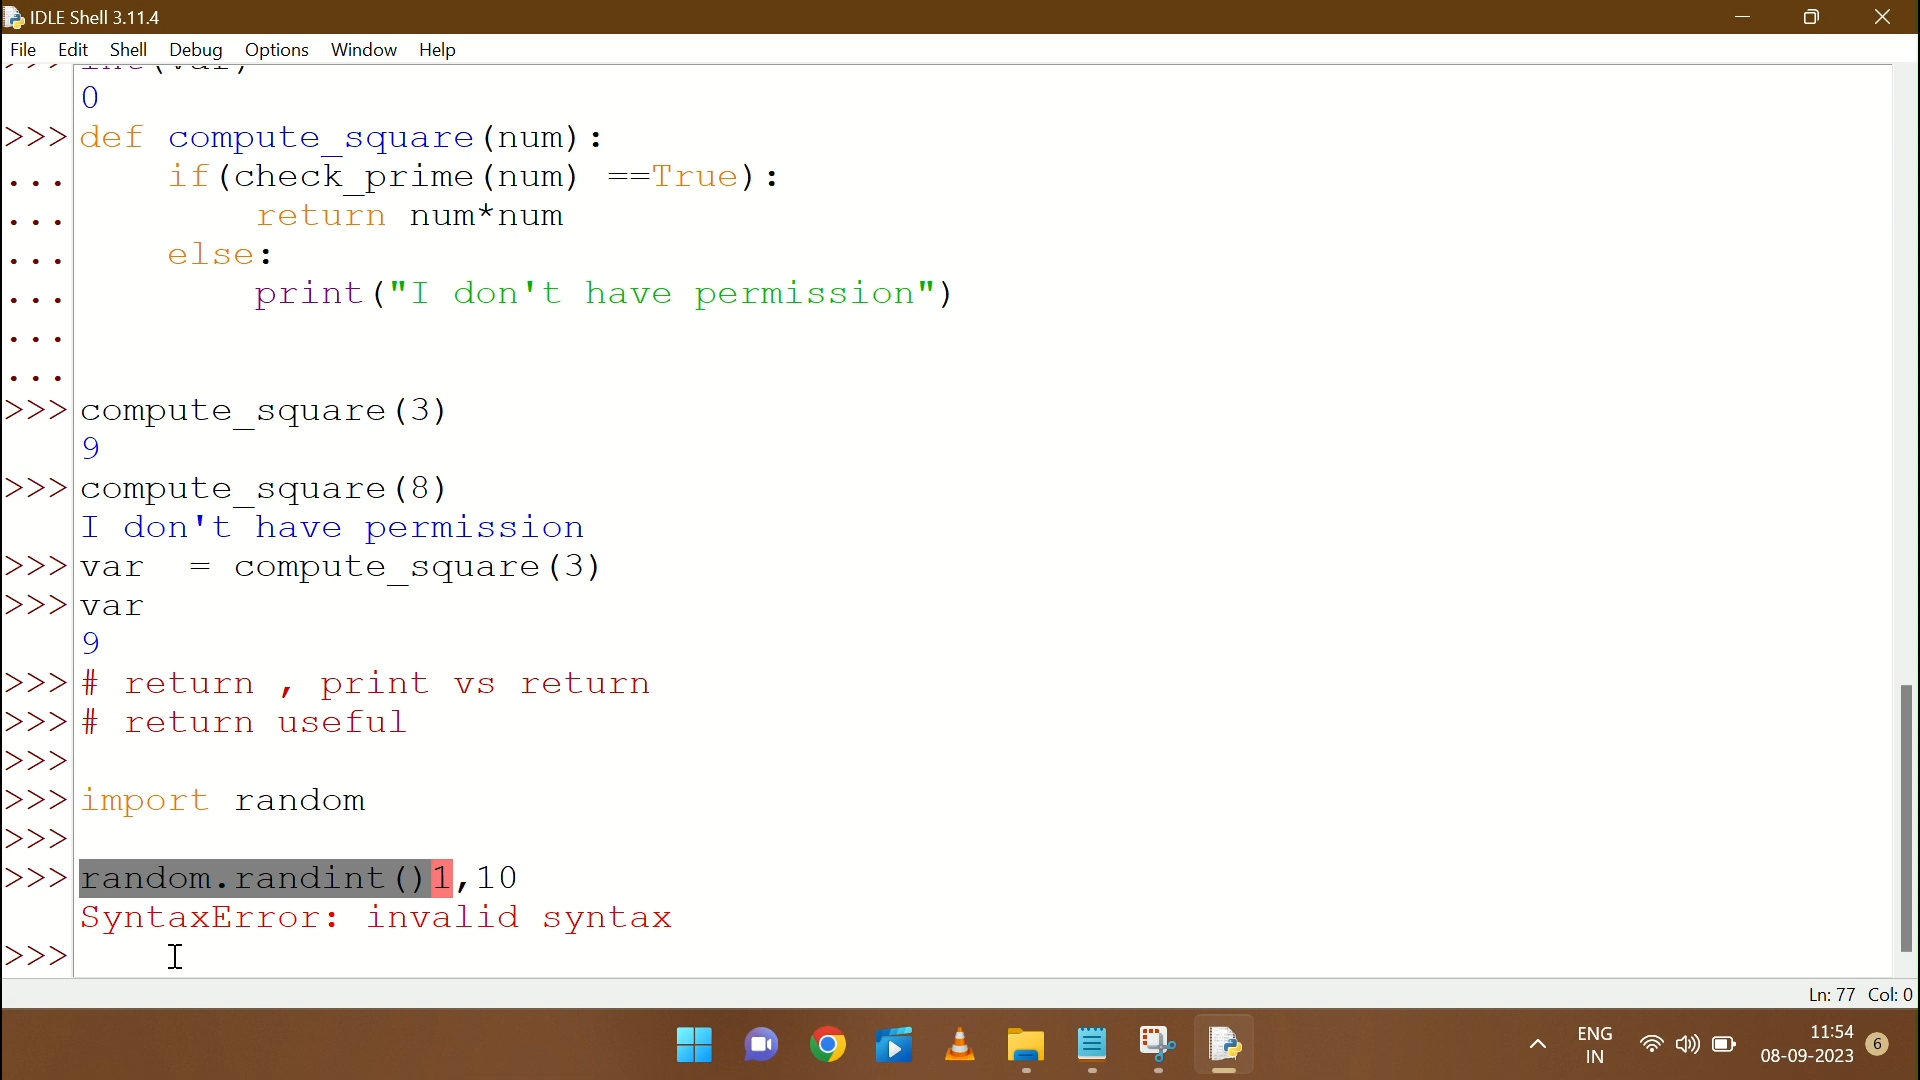 IDLE Shell 3.11.4
File Edit Shell Debug Options Window Help
0
>>> def compute_square(num):
... if(check_prime(num) ==True):
... return num*num
... else:
... print("I don't have permission")
...
...
>>> compute_square(3)
9
>>> compute_square(8)
I don't have permission
>>> var = compute_square(3)
>>> var
9
>>> # return , print vs return
>>> # return useful
>>>
>>> import random
>>>
>>> random.randint()1,10
SyntaxError: invalid syntax
>>>
Ln: 77 Col: 0
ENG
IN
11:54
08-09-2023
6